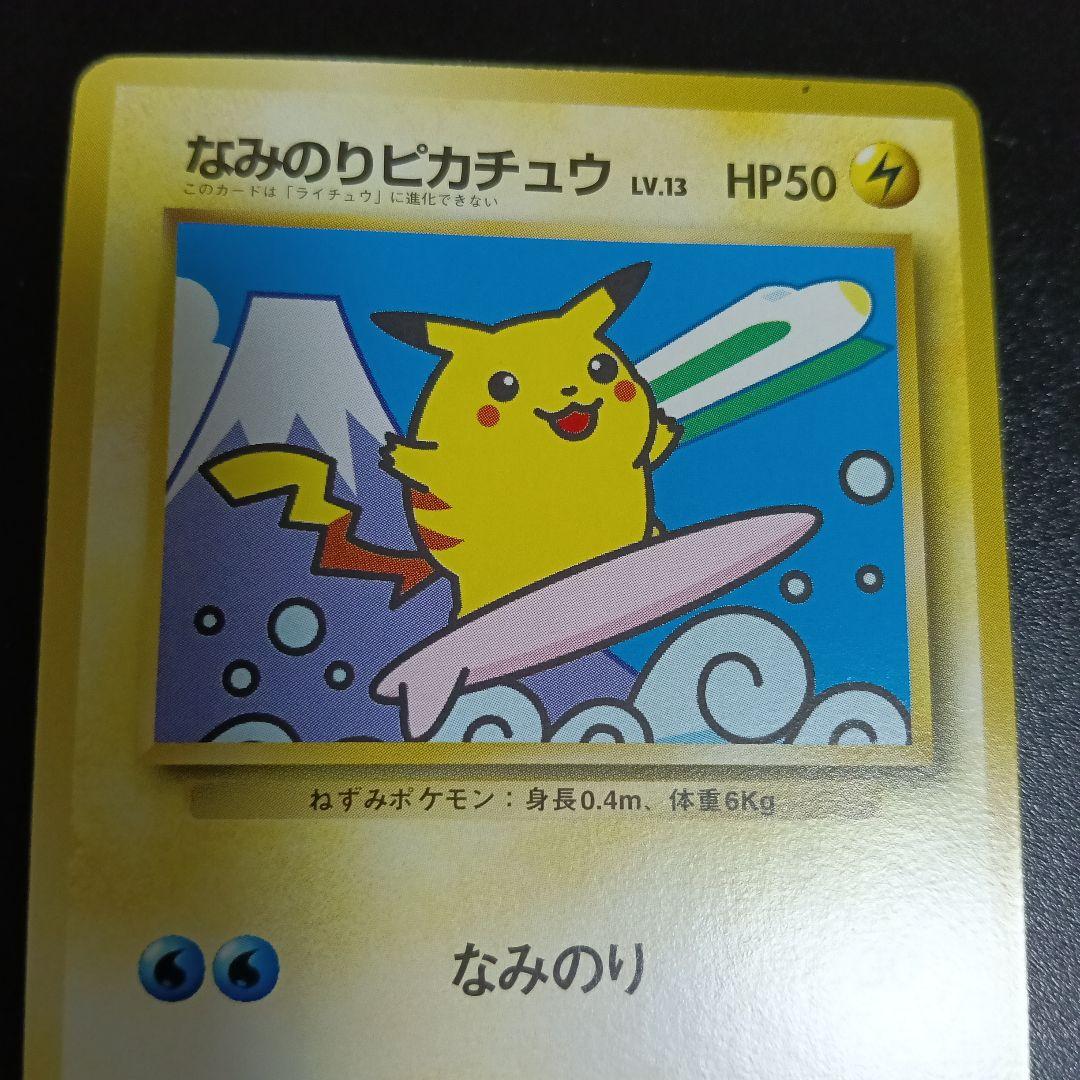 なみのりピカチュウ LV.13 HP50
このカードは「ライチュウ」に進化できない
ねずみポケモン：身長0.4m、体重6Kg
なみのり